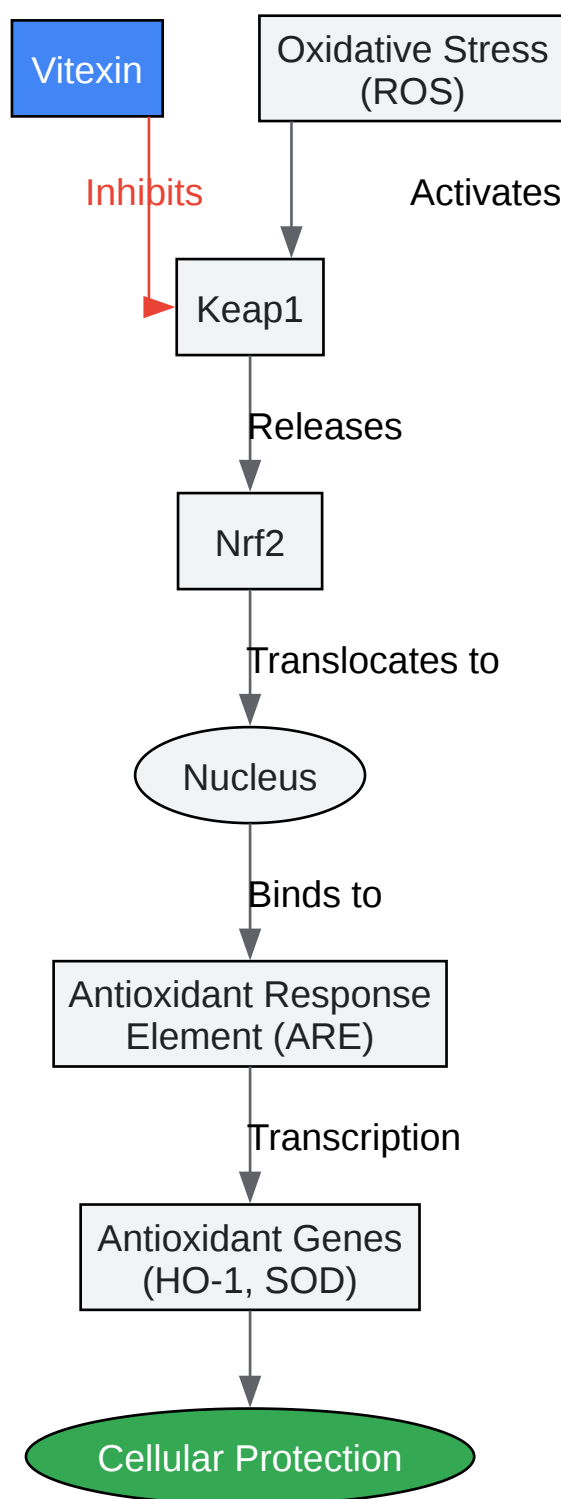 Vitexin
Oxidative Stress
(ROS)
Inhibits
Activates
Keap1
Releases
Nrf2
Translocates to
Nucleus
Binds to
Antioxidant Response
Element (ARE)
Transcription
Antioxidant Genes
(HO-1, SOD)
Cellular Protection